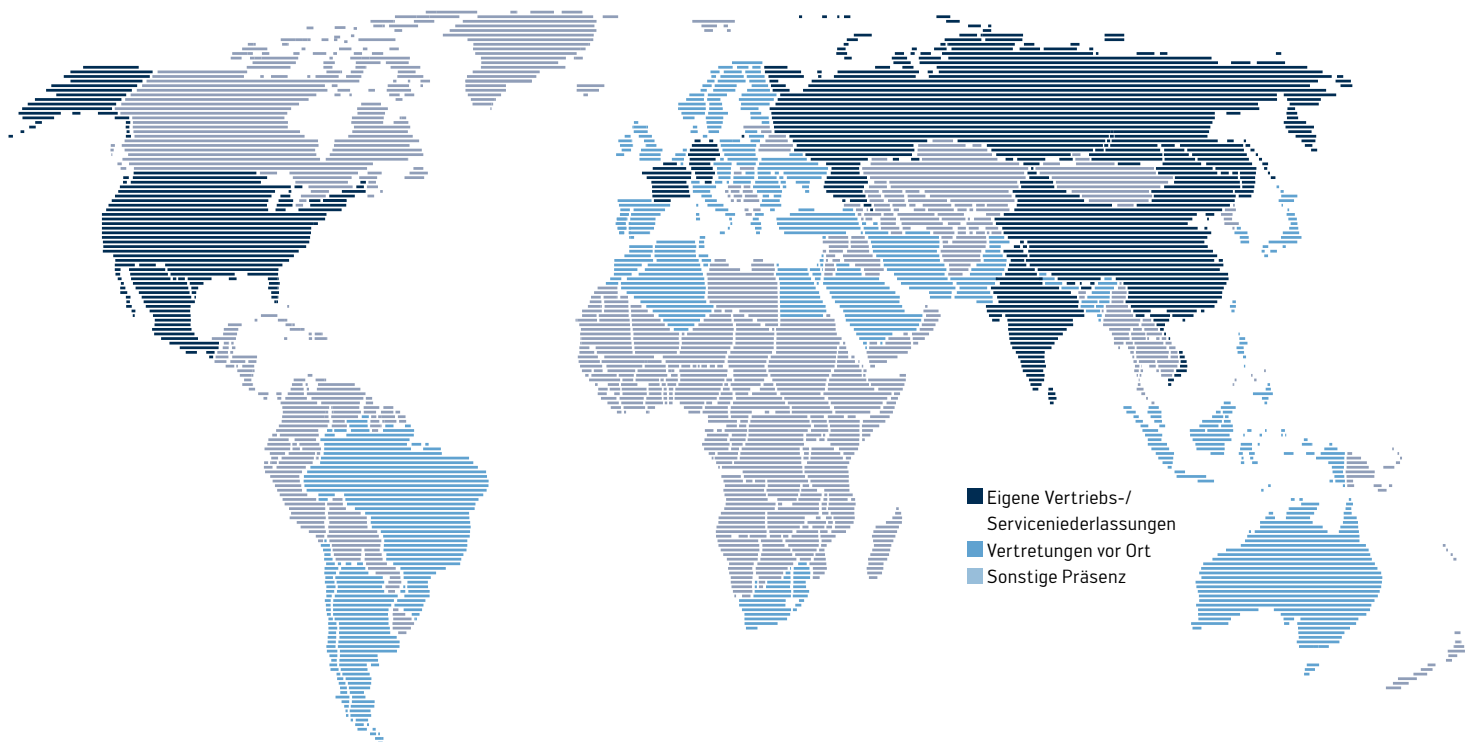 Eigene Vertriebs-/
Serviceniederlassungen
Vertretungen vor Ort
Sonstige Präsenz